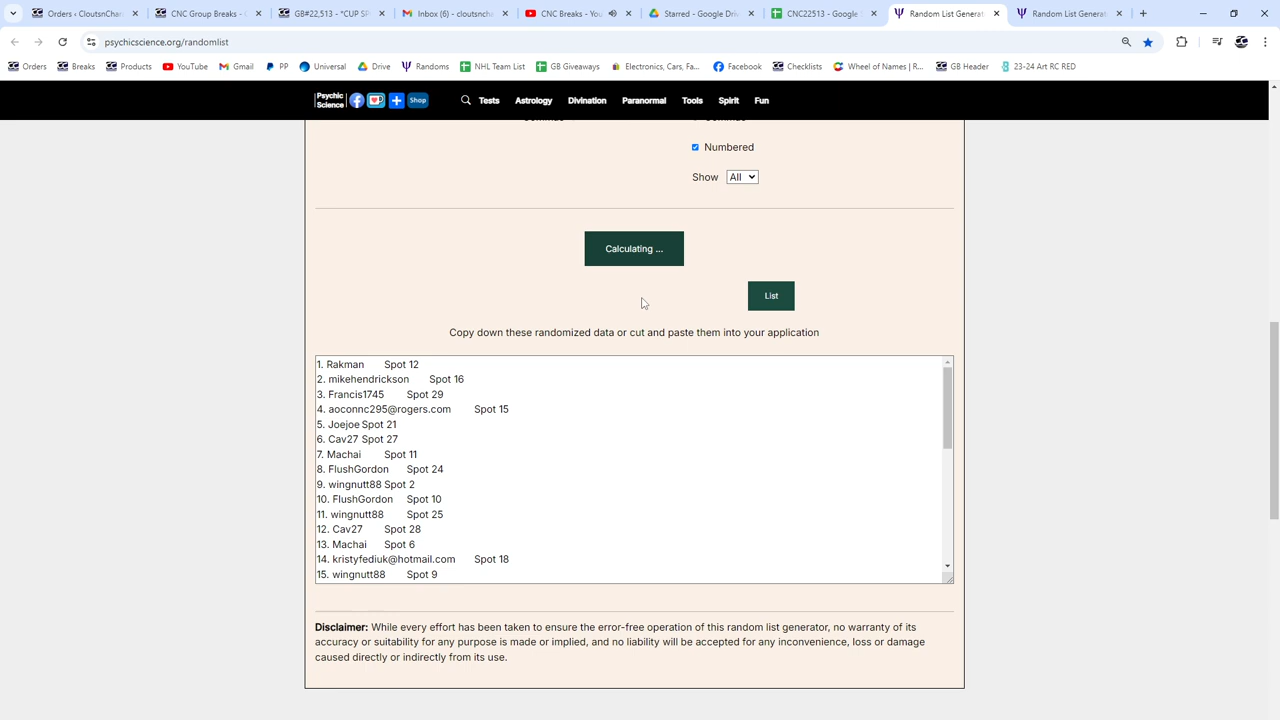 Orders ‹ CloutsnChan
CNC Group Breaks - C
GB#22,513 - *CUP SP
Inbox (6) - cloutsncha
CNC Breaks - You
Starred - Google Driv
CNC22513 - Google S
Random List Generato
Random List Generato
psychicscience.org/randomlist
Orders
Breaks
Products
YouTube
Gmail
PP
Universal
Drive
Randoms
NHL Team List
GB Giveaways
Electronics, Cars, Fa...
Facebook
Checklists
Wheel of Names | R...
GB Header
23-24 Art RC RED
Psychic
Science
Shop
Tests
Astrology
Divination
Paranormal
Tools
Spirit
Fun
Numbered
Show All
Calculating ...
List
Copy down these randomized data or cut and paste them into your application
1. Rakman Spot 12
2. mikehendrickson Spot 16
3. Francis1745 Spot 29
4. aoconnc295@rogers.com Spot 15
5. Joejoe Spot 21
6. Cav27 Spot 27
7. Machai Spot 11
8. FlushGordon Spot 24
9. wingnutt88 Spot 2
10. FlushGordon Spot 10
11. wingnutt88 Spot 25
12. Cav27 Spot 28
13. Machai Spot 6
14. kristyfediuk@hotmail.com Spot 18
15. wingnutt88 Spot 9
Disclaimer: While every effort has been taken to ensure the error-free operation of this random list generator, no warranty of its
accuracy or suitability for any purpose is made or implied, and no liability will be accepted for any inconvenience, loss or damage
caused directly or indirectly from its use.